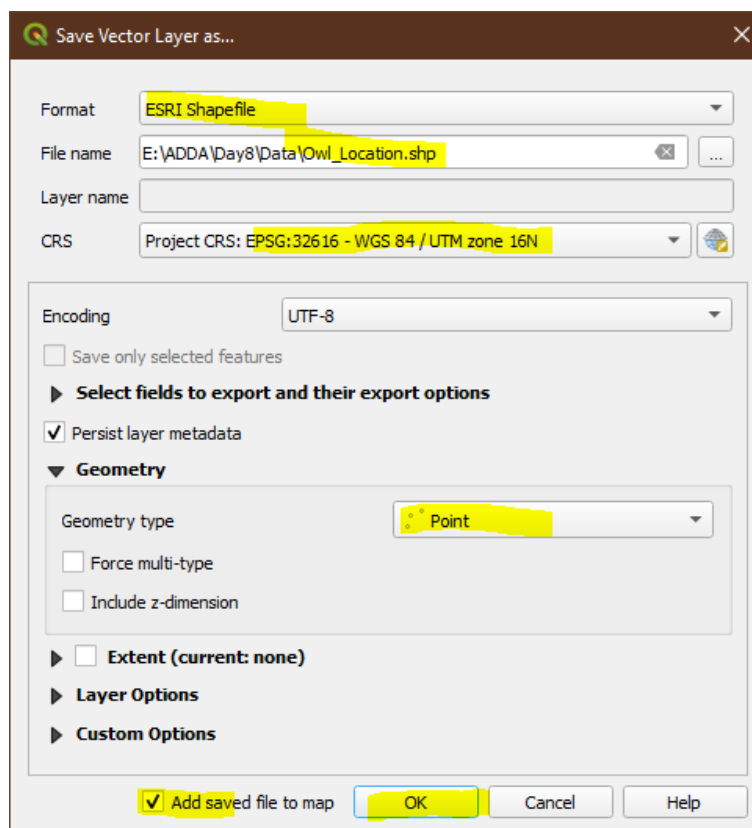 Save Vector Layer as...
Format ESRI Shapefile
File name E:\ADDA\Day8\Data\Owl_Location.shp ...
Layer name
CRS Project CRS: EPSG:32616 - WGS 84 / UTM zone 16N
Encoding UTF-8
Save only selected features
Select fields to export and their export options
Persist layer metadata
Geometry
Geometry type Point
Force multi-type
Include z-dimension
Extent (current: none)
Layer Options
Custom Options
Add saved file to map OK Cancel Help